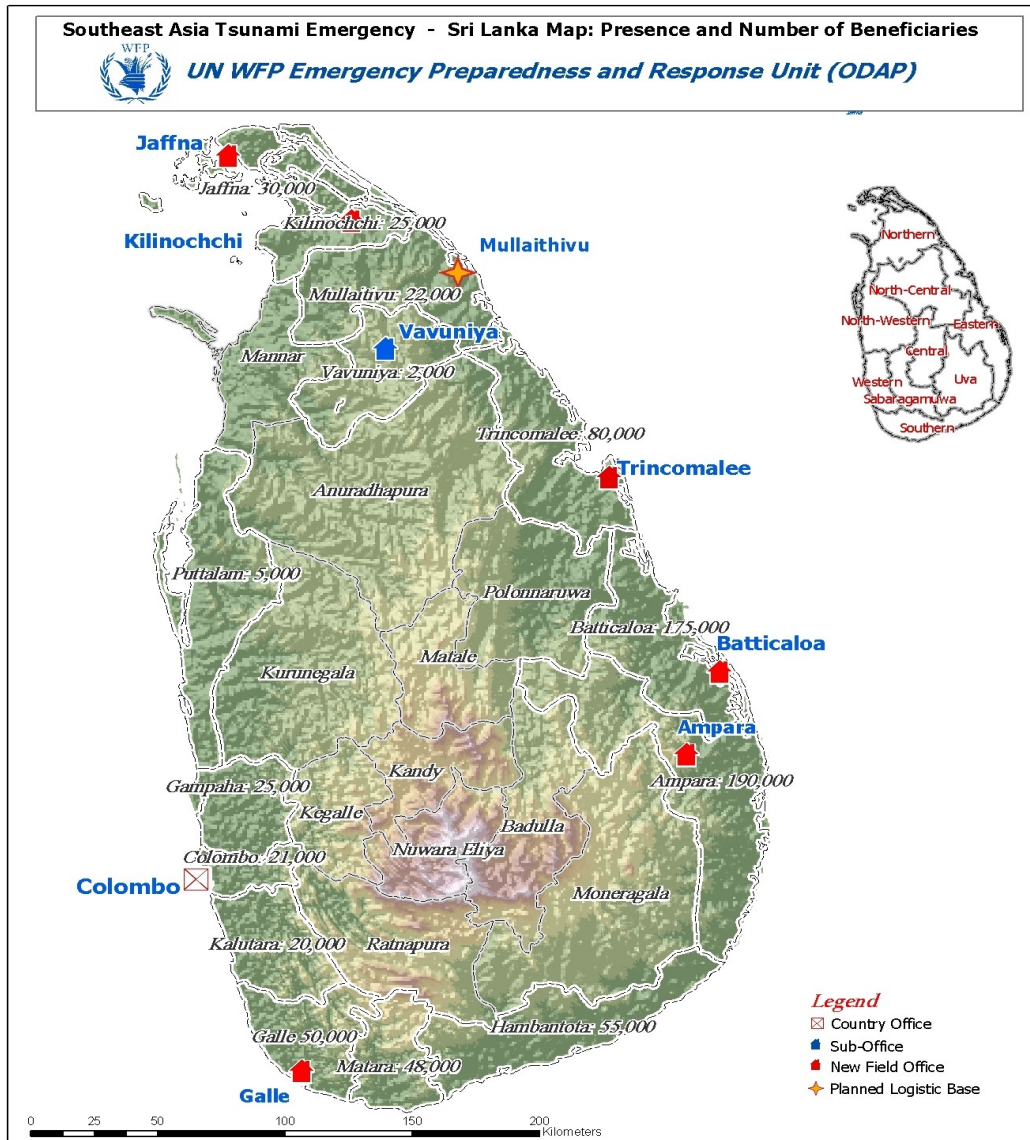 Southeast Asia Tsunami Emergency - Sri Lanka Map: Presence and Number of Beneficiaries
WFP
UN WFP Emergency Preparedness and Response Unit (ODAP)
Jaffna
Jaffna: 30,000
Kilinochchi: 25,000
Kilinochchi
Mullaithivu
Mullaitivu: 22,000
Vavuniya
Mannar
Vavuniya: 2,000
Trincomalee: 80,000
Trincomalee
Anuradhapura
Puttalam: 5,000
Polonnaruwa
Batticaloa: 175,000
Batticaloa
Matale
Kurunegala
Ampara
Kandy
Ampara: 190,000
Gampaha: 25,000
Kegalle
Badulla
Nuwara Eliya
Colombo: 21,000
Colombo
Moneragala
Kalutara: 20,000
Ratnapura
Hambantota: 55,000
Galle 50,000
Matara: 48,000
Galle
Northern
North-Central
North-Western
Eastern
Central
Western
Uva
Sabaragamuwa
Southern
Legend
Country Office
Sub-Office
New Field Office
Planned Logistic Base
0 25 50 100 150 200
Kilometers